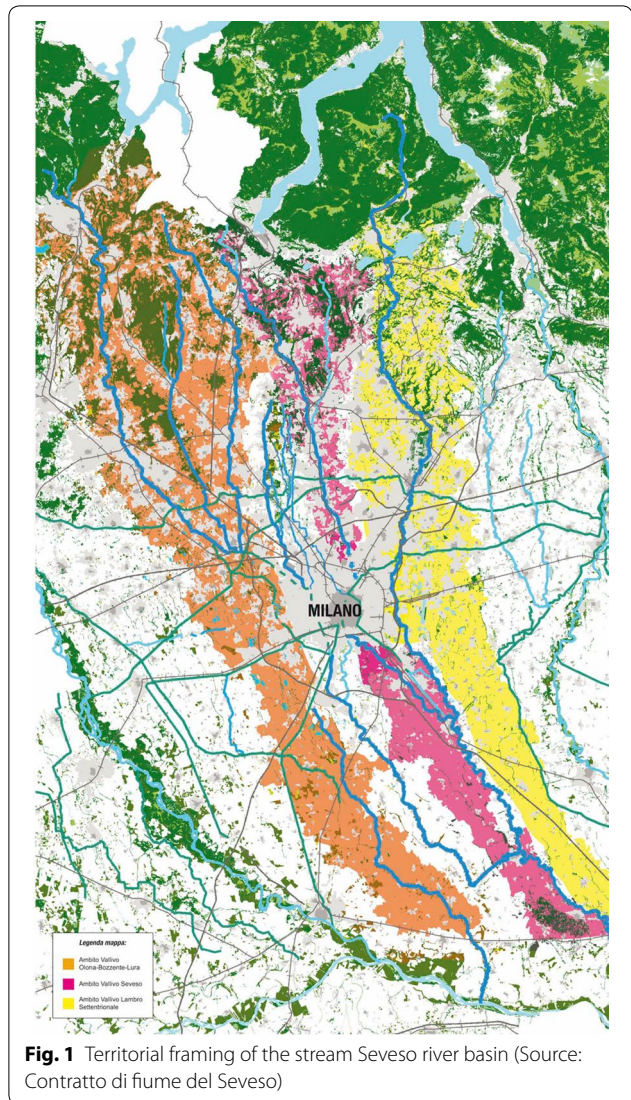 MILANO
Legenda mappa:
Ambito Vallivo
Olona-Bozzente-Lura
Ambito Vallivo Seveso
Ambito Vallivo Lambro
Settentrionale
Fig. 1 Territorial framing of the stream Seveso river basin (Source:
Contratto di fiume del Seveso)